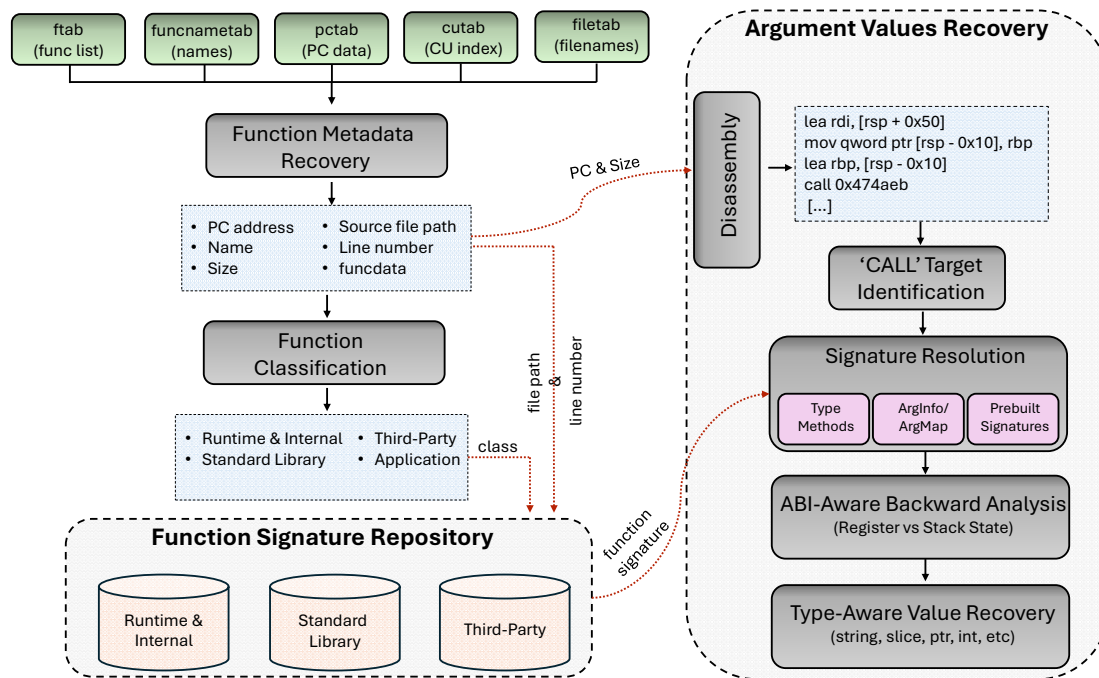 ftab
(func list)
funcnametab
(names)
pctab
(PC data)
cutab
(CU index)
filetab
(filenames)
Function Metadata
Recovery
• PC address
• Name
• Size
• Source file path
• Line number
• funcdata
Function
Classification
• Runtime & Internal
• Standard Library
• Third-Party
• Application
class
file path
&
line number
PC & Size
Function Signature Repository
Runtime &
Internal
Standard
Library
Third-Party
function
signature
Argument Values Recovery
Disassembly
lea rdi, [rsp + 0x50]
mov qword ptr [rsp - 0x10], rbp
lea rbp, [rsp - 0x10]
call 0x474aeb
[...]
‘CALL’ Target
Identification
Signature Resolution
Type
Methods
ArgInfo/
ArgMap
Prebuilt
Signatures
ABI-Aware Backward Analysis
(Register vs Stack State)
Type-Aware Value Recovery
(string, slice, ptr, int, etc)